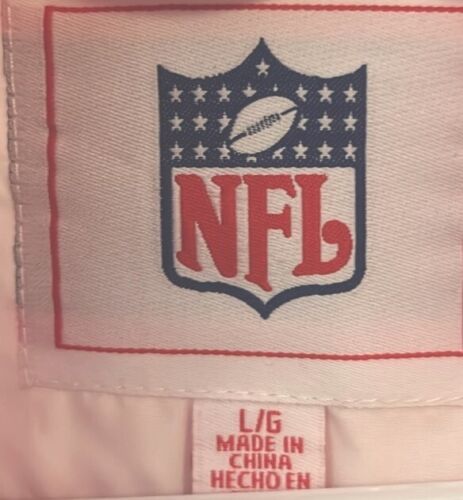 NFL
L/G
MADE IN
CHINA
HECHO EN